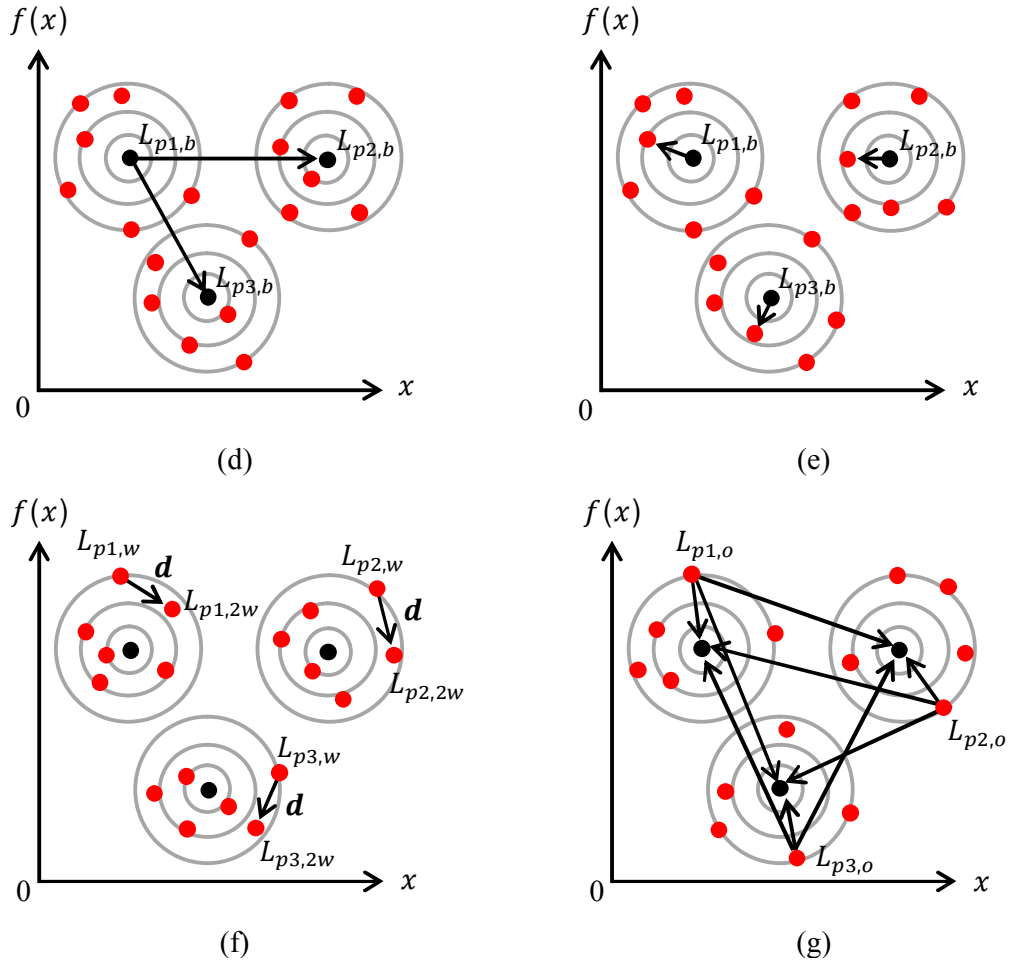 f(x)
L_{p1,b}
L_{p2,b}
L_{p3,b}
0
x
(d)
f(x)
L_{p1,b}
L_{p2,b}
L_{p3,b}
0
x
(e)
f(x)
L_{p1,w}
d
L_{p1,2w}
L_{p2,w}
d
L_{p2,2w}
L_{p3,w}
d
L_{p3,2w}
0
x
(f)
f(x)
L_{p1,o}
L_{p2,o}
L_{p3,o}
0
x
(g)